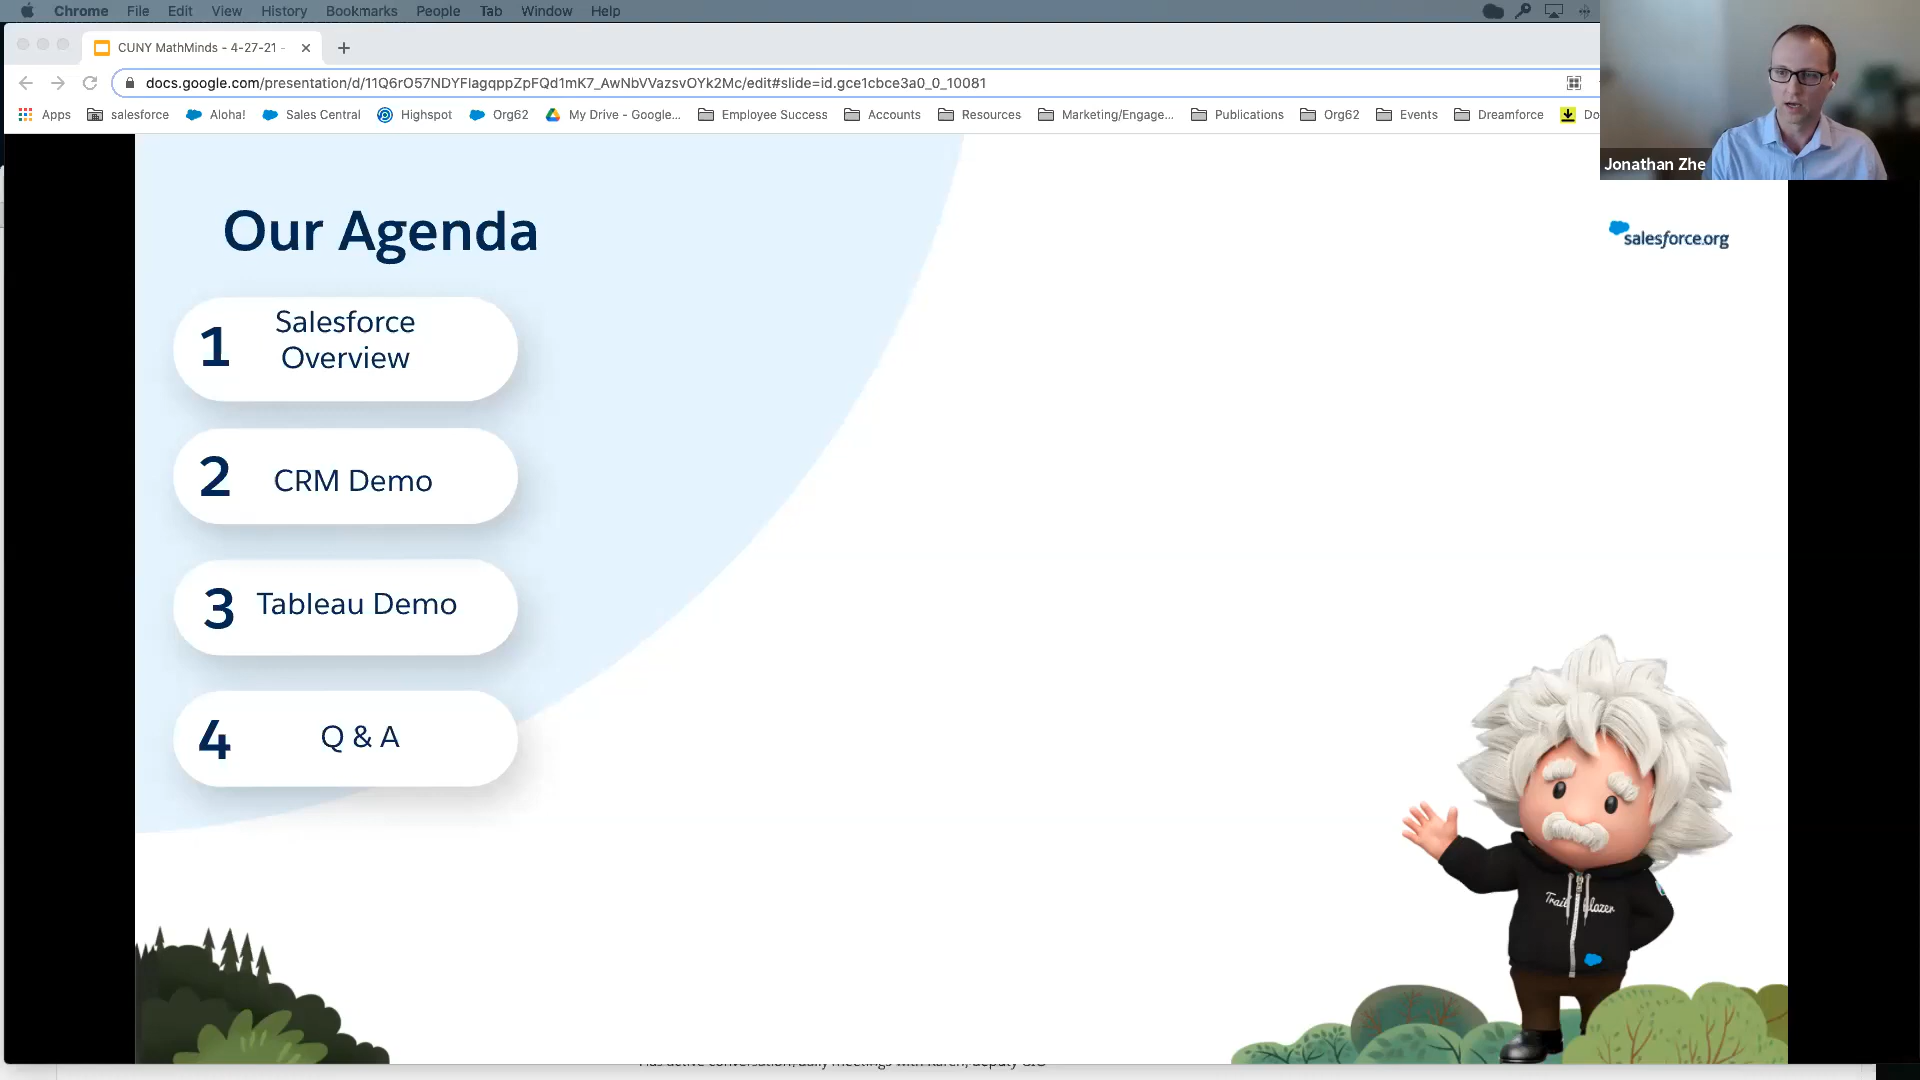 Chrome File Edit View History Bookmarks People Tab Window Help
CUNY MathMinds - 4-27-21 -
docs.google.com/presentation/d/11Q6rO57NDYFlagqppZpFQd1mK7_AwNbVVazsvOYk2Mc/edit#slide=id.gce1cbce3a0_0_10081
Apps salesforce Aloha! Sales Central Highspot Org62 My Drive - Google... Employee Success Accounts Resources Marketing/Engage... Publications Org62 Events Dreamforce Do
Jonathan Zhe
salesforce.org
Our Agenda
1 Salesforce
Overview
2 CRM Demo
3 Tableau Demo
4 Q & A
Trail blazer